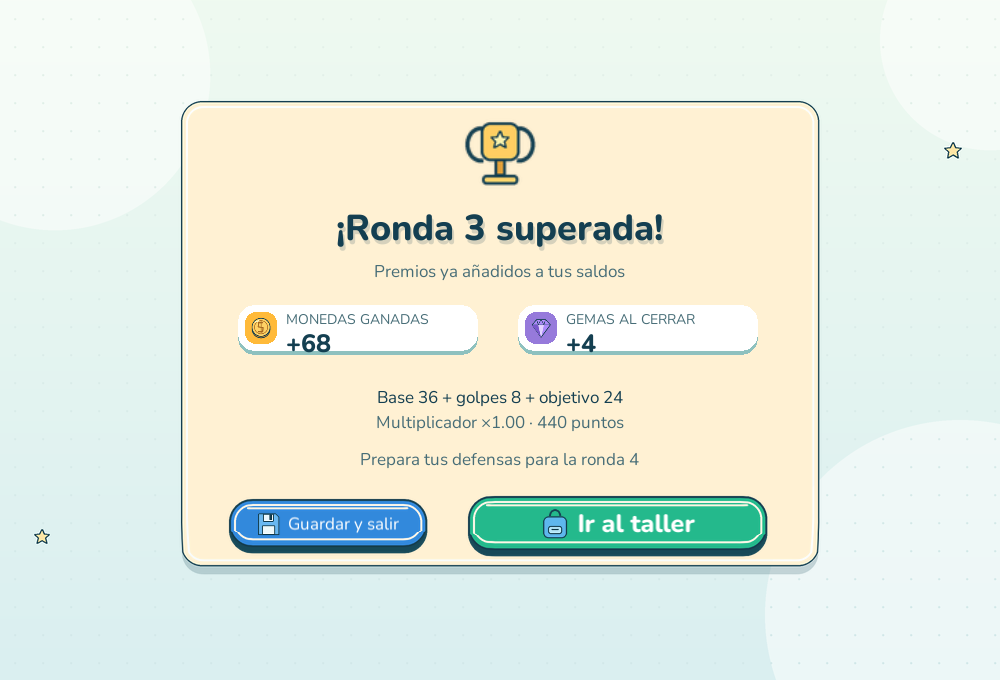 ¡Ronda 3 superada!
Premios ya añadidos a tus saldos
MONEDAS GANADAS
+68
GEMAS AL CERRAR
+4
Base 36 + golpes 8 + objetivo 24
Multiplicador ×1.00 · 440 puntos
Prepara tus defensas para la ronda 4
Guardar y salir
Ir al taller